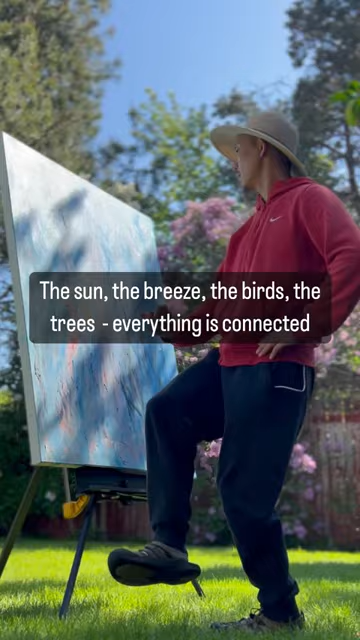 The sun, the breeze, the birds, the
trees - everything is connected